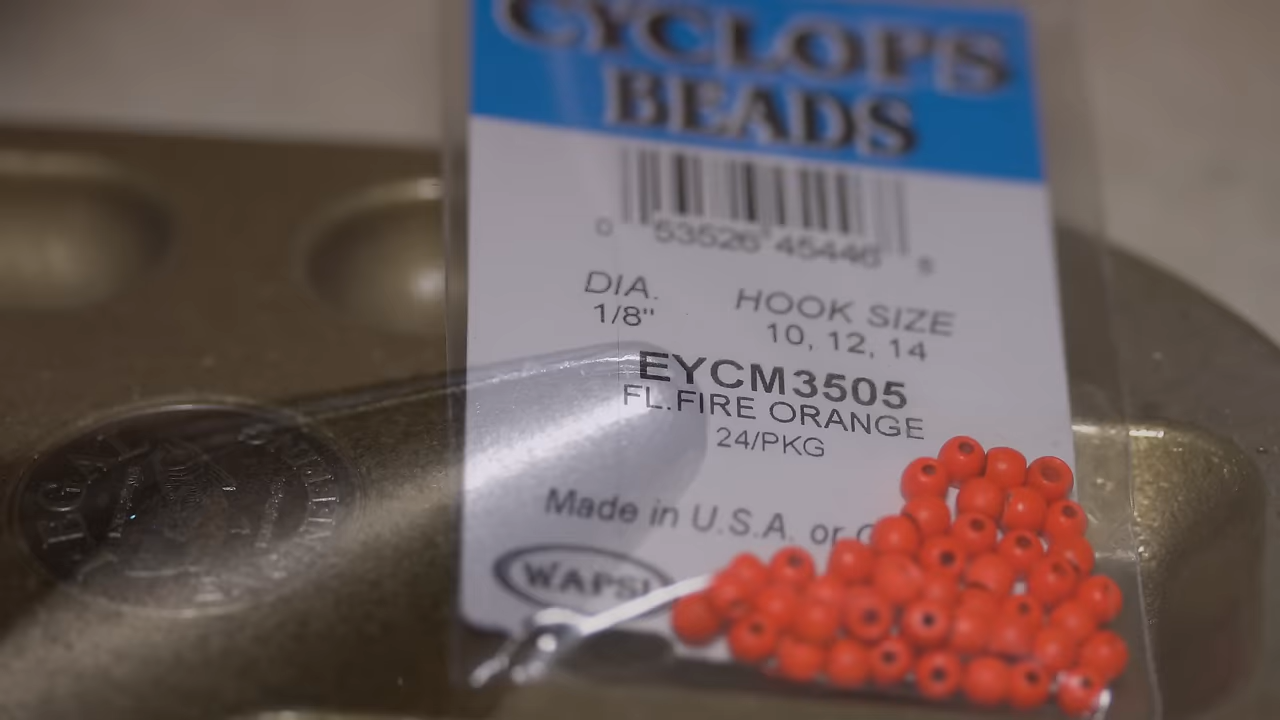 CYCLOPS
BEADS
0 53526 45446
DIA. HOOK SIZE
1/8" 10, 12, 14
EYCM3505
FL.FIRE ORANGE
24/PKG
Made in U.S.A. or
WAPSI